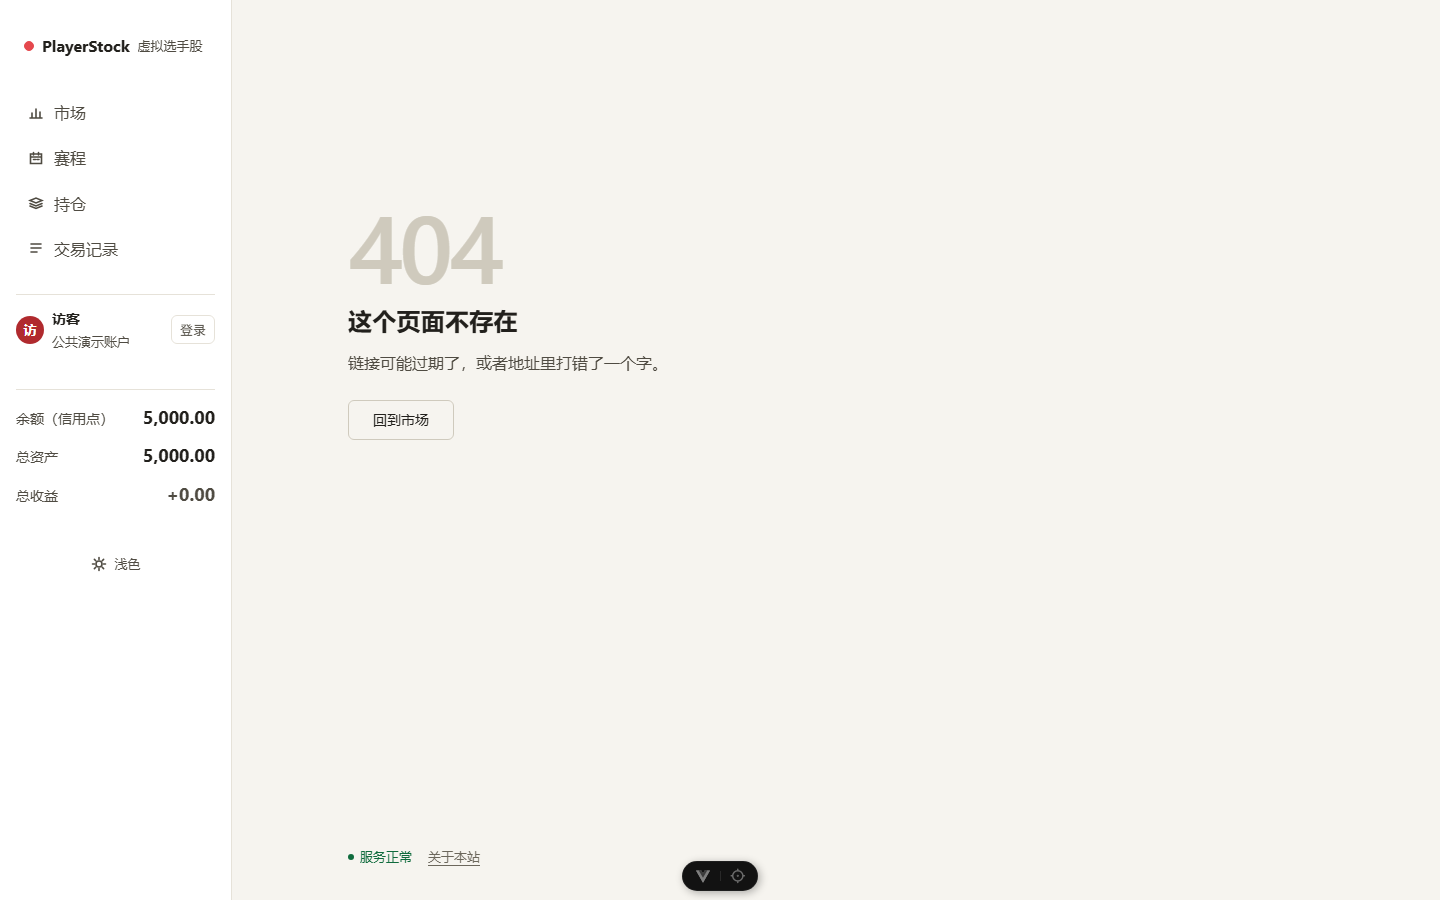 PlayerStock 虚拟选手股
市场
赛程
持仓
交易记录
访
访客
公共演示账户
登录
余额（信用点） 5,000.00
总资产 5,000.00
总收益 +0.00
浅色
404
这个页面不存在
链接可能过期了，或者地址里打错了一个字。
回到市场
服务正常 关于本站